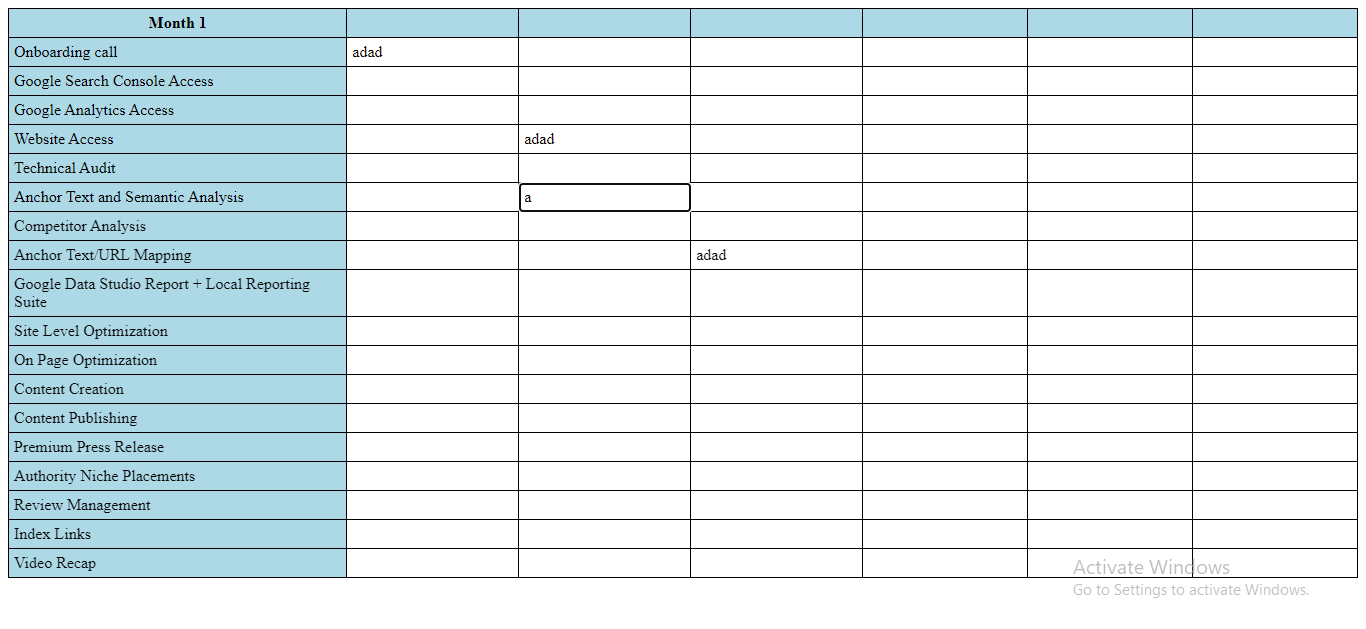 Month 1
Onboarding call adad
Google Search Console Access
Google Analytics Access
Website Access adad
Technical Audit
Anchor Text and Semantic Analysis a
Competitor Analysis
Anchor Text/URL Mapping adad
Google Data Studio Report + Local Reporting
Suite
Site Level Optimization
On Page Optimization
Content Creation
Content Publishing
Premium Press Release
Authority Niche Placements
Review Management
Index Links
Video Recap
Activate Windows
Go to Settings to activate Windows.